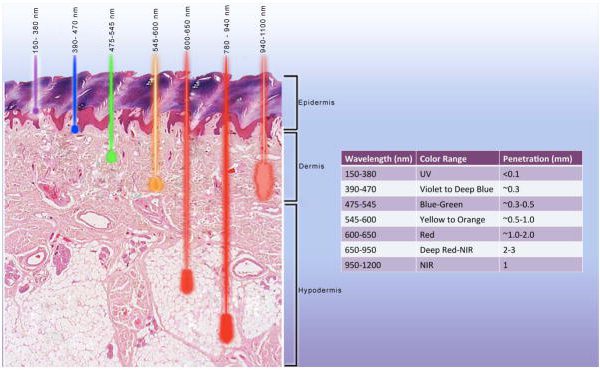 150- 380 nm
390- 470 nm
475-545 nm
545-600 nm
600-650 nm
780 - 940 nm
940-1100 nm
Epidermis
Dermis
Hypodermis
Wavelength (nm) Color Range Penetration (mm)
150-380 UV <0.1
390-470 Violet to Deep Blue ~0.3
475-545 Blue-Green ~0.3-0.5
545-600 Yellow to Orange ~0.5-1.0
600-650 Red ~1.0-2.0
650-950 Deep Red-NIR 2-3
950-1200 NIR 1